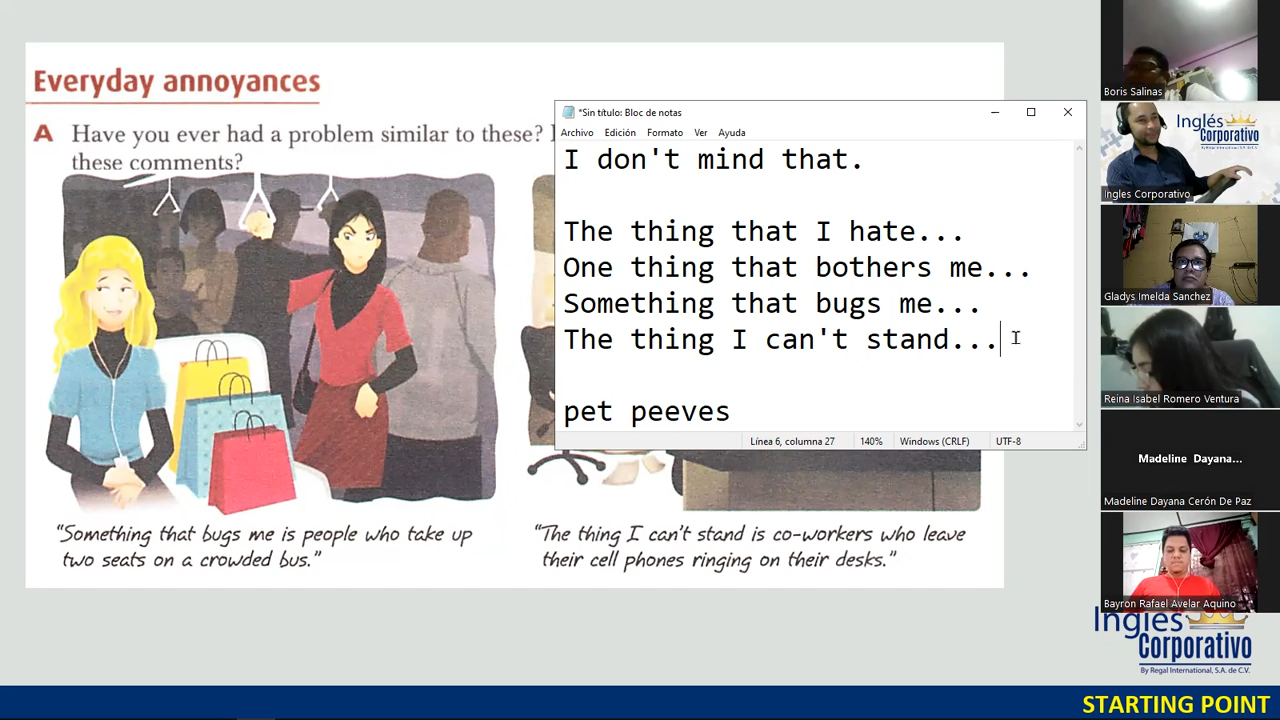 Everyday annoyances
A Have you ever had a problem similar to these?
these comments?
"Something that bugs me is people who take up
two seats on a crowded bus."
"The thing I can't stand is co-workers who leave
their cell phones ringing on their desks."
*Sin título: Bloc de notas
Archivo Edición Formato Ver Ayuda
I don't mind that.
The thing that I hate...
One thing that bothers me...
Something that bugs me...
The thing I can't stand...
pet peeves
Línea 6, columna 27 140% Windows (CRLF) UTF-8
Boris Salinas
Inglés
Corporativo
By Regal International, S.A. de C.V.
Ingles Corporativo
Gladys Imelda Sanchez
Reina Isabel Romero Ventura
Madeline Dayana...
Madeline Dayana Cerón De Paz
Bayron Rafael Avelar Aquino
Inglés
Corporativo
By Regal International, S.A. de C.V.
STARTING POINT